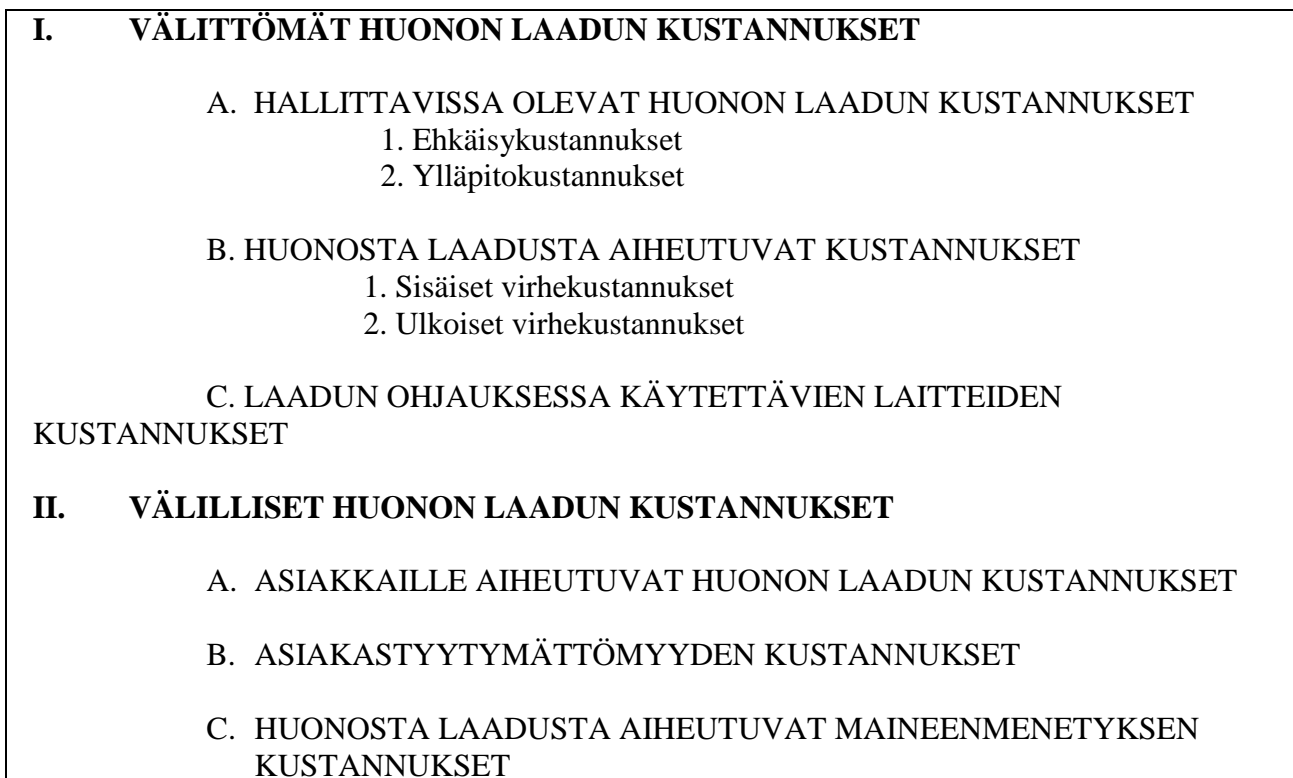 I. VÄLITTÖMÄT HUONON LAADUN KUSTANNUKSET
A. HALLITTAVISSA OLEVAT HUONON LAADUN KUSTANNUKSET
1. Ehkäisykustannukset
2. Ylläpitokustannukset
B. HUONOSTA LAADUSTA AIHEUTUVAT KUSTANNUKSET
1. Sisäiset virhekustannukset
2. Ulkoiset virhekustannukset
C. LAADUN OHJAUKSESSA KÄYTETTÄVIEN LAITTEIDEN
KUSTANNUKSET
II. VÄLILLISET HUONON LAADUN KUSTANNUKSET
A. ASIAKKAILLE AIHEUTUVAT HUONON LAADUN KUSTANNUKSET
B. ASIAKASTYYTYMÄTTÖMYYDEN KUSTANNUKSET
C. HUONOSTA LAADUSTA AIHEUTUVAT MAINEENMENETYKSEN
KUSTANNUKSET